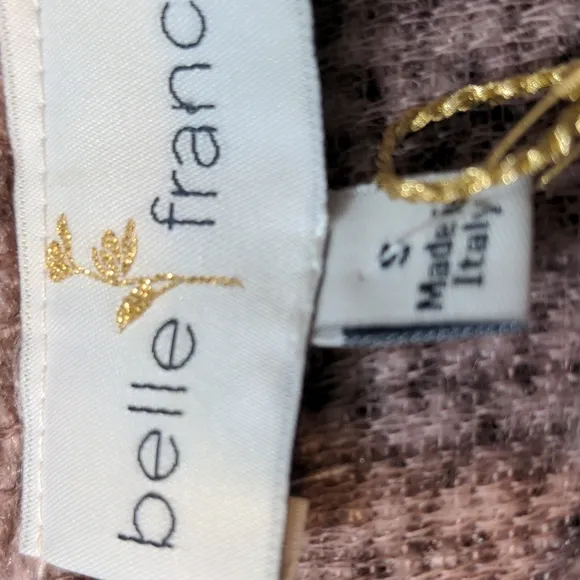 belle franc
S
Made in
Italy